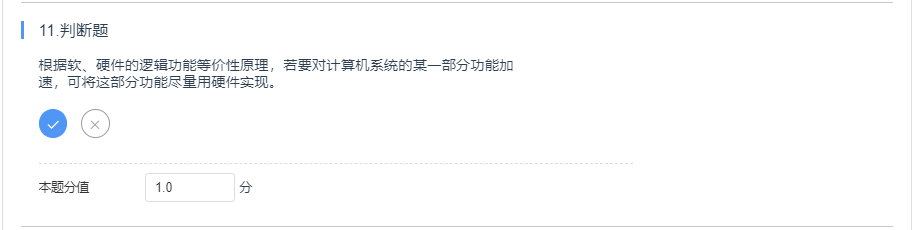 11.判断题
根据软、硬件的逻辑功能等价性原理，若要对计算机系统的某一部分功能加
速，可将这部分功能尽量用硬件实现。
本题分值 1.0 分